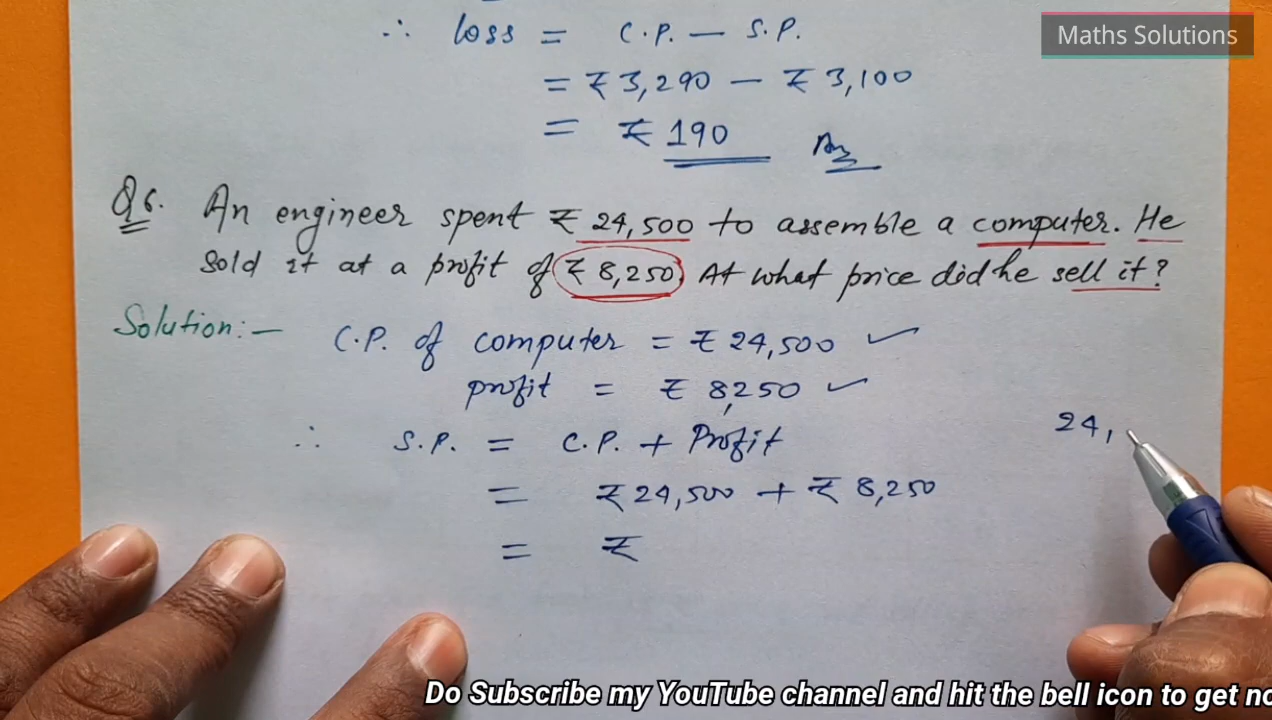 Maths Solutions
∴ loss = C.P. – S.P.
= ₹ 3,290 – ₹ 3,100
= ₹ 190 Ans
Q6. An engineer spent ₹ 24,500 to assemble a computer. He
sold it at a profit of ₹ 8,250. At what price did he sell it?
Solution:–
C.P. of computer = ₹ 24,500 ✓
profit = ₹ 8,250 ✓
∴ S.P. = C.P. + Profit
24,
= ₹ 24,500 + ₹ 8,250
= ₹
Do Subscribe my YouTube channel and hit the bell icon to get no